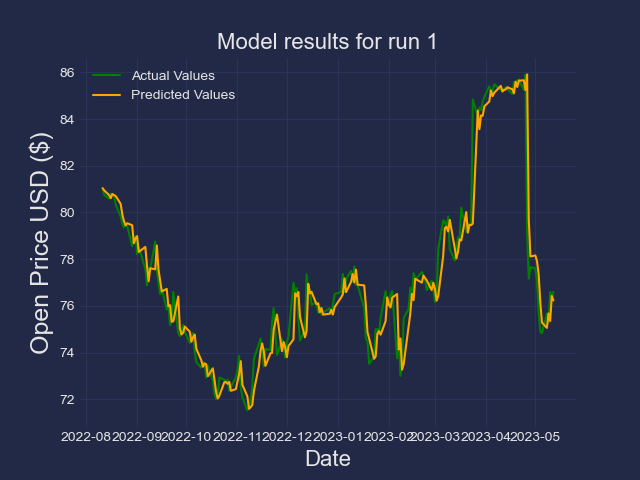 Model results for run 1
Actual Values
Predicted Values
Open Price USD ($)
86
84
82
80
78
76
74
72
2022-08 2022-09 2022-10 2022-11 2022-12 2023-01 2023-02 2023-03 2023-04 2023-05
Date